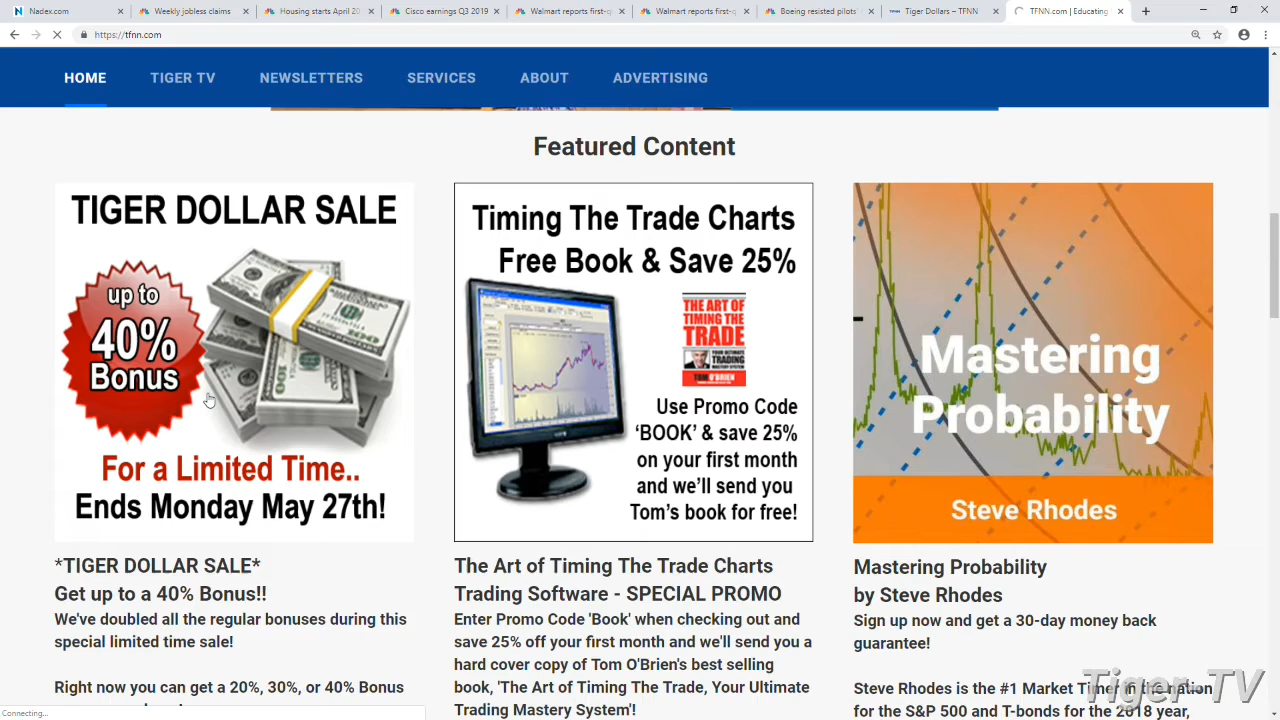 Nadex.com
Weekly jobless claims
Housing starts April 20
Cisco earnings Q3 2019
Walmart reports first-q
Walmart reports first-q
Boeing resisted pilots'
Tiger Dollars – TFNN
TFNN.com | Educating
https://tfnn.com
HOME
TIGER TV
NEWSLETTERS
SERVICES
ABOUT
ADVERTISING
Featured Content
TIGER DOLLAR SALE
up to
40%
Bonus
For a Limited Time..
Ends Monday May 27th!
*TIGER DOLLAR SALE*
Get up to a 40% Bonus!!
We've doubled all the regular bonuses during this
special limited time sale!
Right now you can get a 20%, 30%, or 40% Bonus
Timing The Trade Charts
Free Book & Save 25%
THE ART OF
TIMING THE
TRADE
YOUR ULTIMATE
TRADING
MASTERY SYSTEM
TOM O'BRIEN
Use Promo Code
‘BOOK’ & save 25%
on your first month
and we’ll send you
Tom’s book for free!
The Art of Timing The Trade Charts
Trading Software - SPECIAL PROMO
Enter Promo Code 'Book' when checking out and
save 25% off your first month and we'll send you a
hard cover copy of Tom O'Brien's best selling
book, 'The Art of Timing The Trade, Your Ultimate
Trading Mastery System'!
Mastering
Probability
Steve Rhodes
Mastering Probability
by Steve Rhodes
Sign up now and get a 30-day money back
guarantee!
Steve Rhodes is the #1 Market Timer in the nation
for the S&P 500 and T-bonds for the 2018 year,
Tiger TV
Connecting...